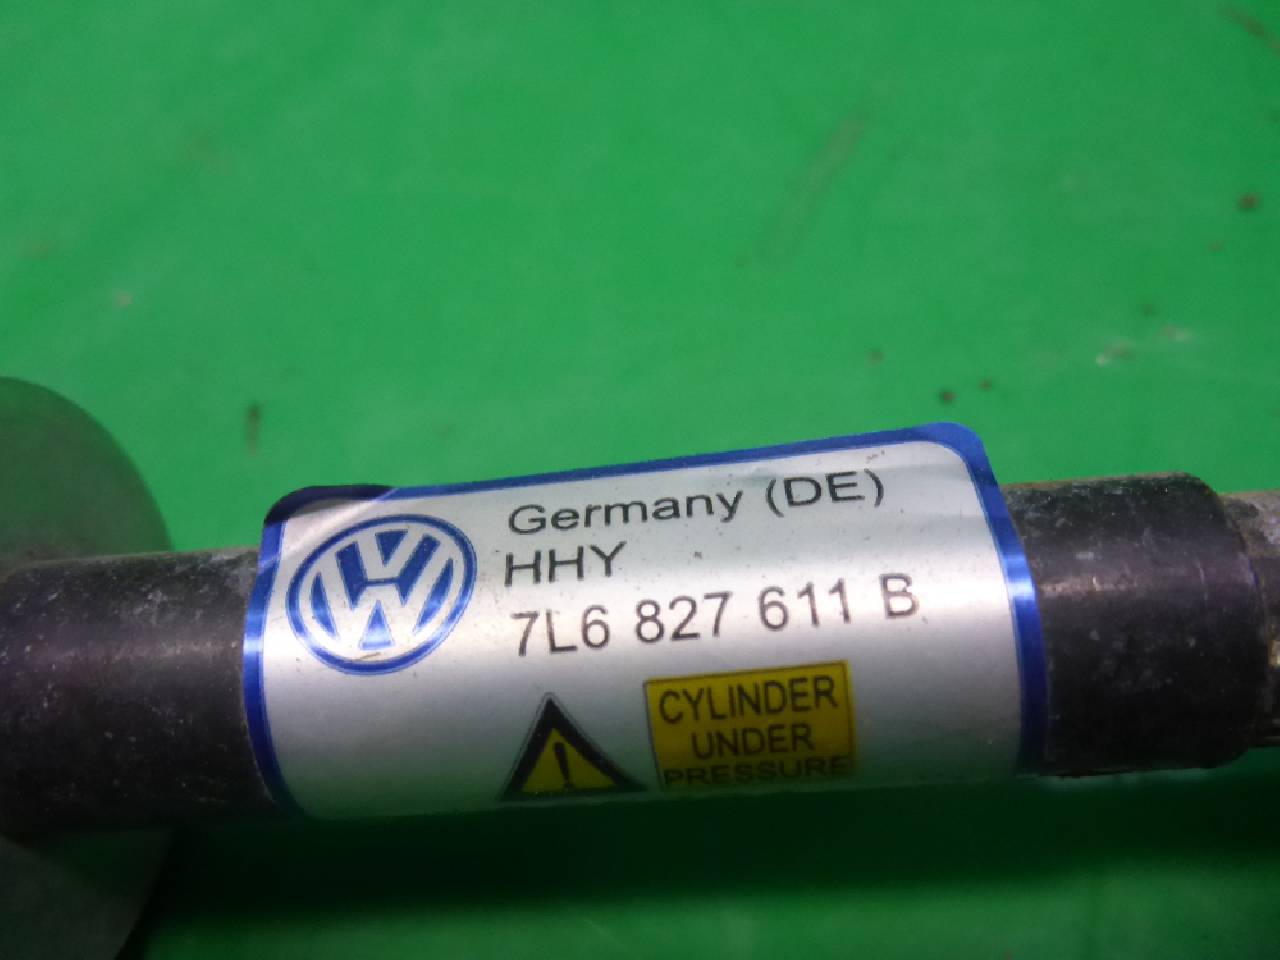 Germany (DE)
HHY
7L6 827 611 B
CYLINDER
UNDER
PRESSURE